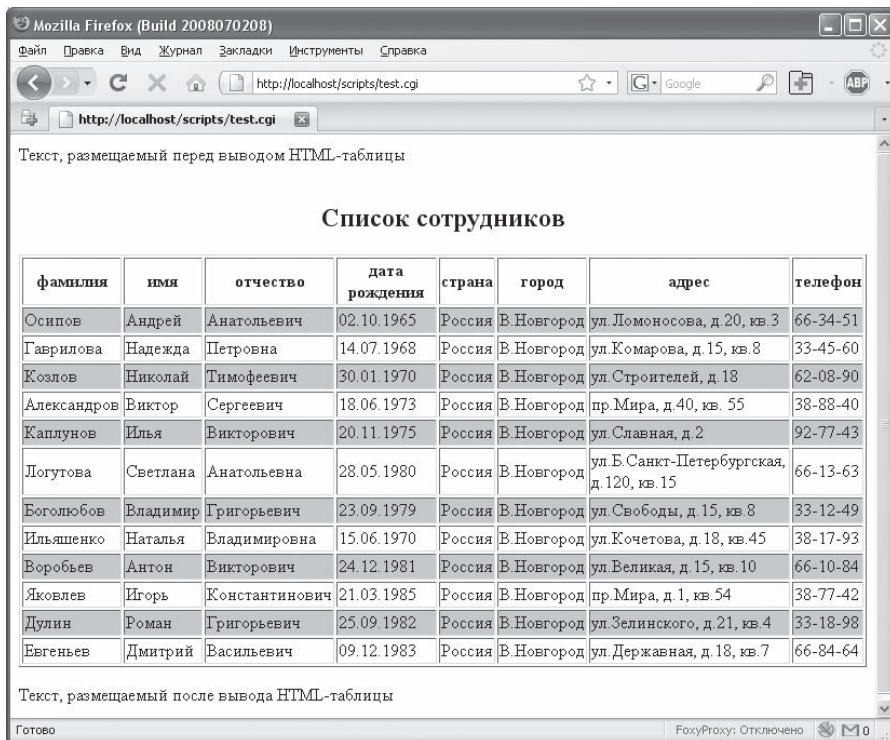 Mozilla Firefox (Build 2008070208)
Файл Правка Вид Журнал Закладки Инструменты Справка
http://localhost/scripts/test.cgi G Google ABP
http://localhost/scripts/test.cgi
Текст, размещаемый перед выводом HTML-таблицы
Список сотрудников
фамилия имя отчество дата рождения страна город адрес телефон
Осипов Андрей Анатольевич 02.10.1965 Россия В.Новгород ул.Ломоносова, д.20, кв.3 66-34-51
Гаврилова Надежда Петровна 14.07.1968 Россия В.Новгород ул.Комарова, д.15, кв.8 33-45-60
Козлов Николай Тимофеевич 30.01.1970 Россия В.Новгород ул.Строителей, д.18 62-08-90
Александров Виктор Сергеевич 18.06.1973 Россия В.Новгород пр.Мира, д.40, кв. 55 38-88-40
Каплунов Илья Викторович 20.11.1975 Россия В.Новгород ул.Славная, д.2 92-77-43
Логутова Светлана Анатольевна 28.05.1980 Россия В.Новгород ул.Б.Санкт-Петербургская, д.120, кв.15 66-13-63
Боголюбов Владимир Григорьевич 23.09.1979 Россия В.Новгород ул.Свободы, д.15, кв.8 33-12-49
Ильяшенко Наталья Владимировна 15.06.1970 Россия В.Новгород ул.Кочетова, д.18, кв.45 38-17-93
Воробьев Антон Викторович 24.12.1981 Россия В.Новгород ул.Великая, д.15, кв.10 66-10-84
Яковлев Игорь Константинович 21.03.1985 Россия В.Новгород пр.Мира, д.1, кв.54 38-77-42
Дулин Роман Григорьевич 25.09.1982 Россия В.Новгород ул.Зелинского, д.21, кв.4 33-18-98
Евгеньев Дмитрий Васильевич 09.12.1983 Россия В.Новгород ул.Державная, д.18, кв.7 66-84-64
Текст, размещаемый после вывода HTML-таблицы
Готово FoxyProxy: Отключено 0